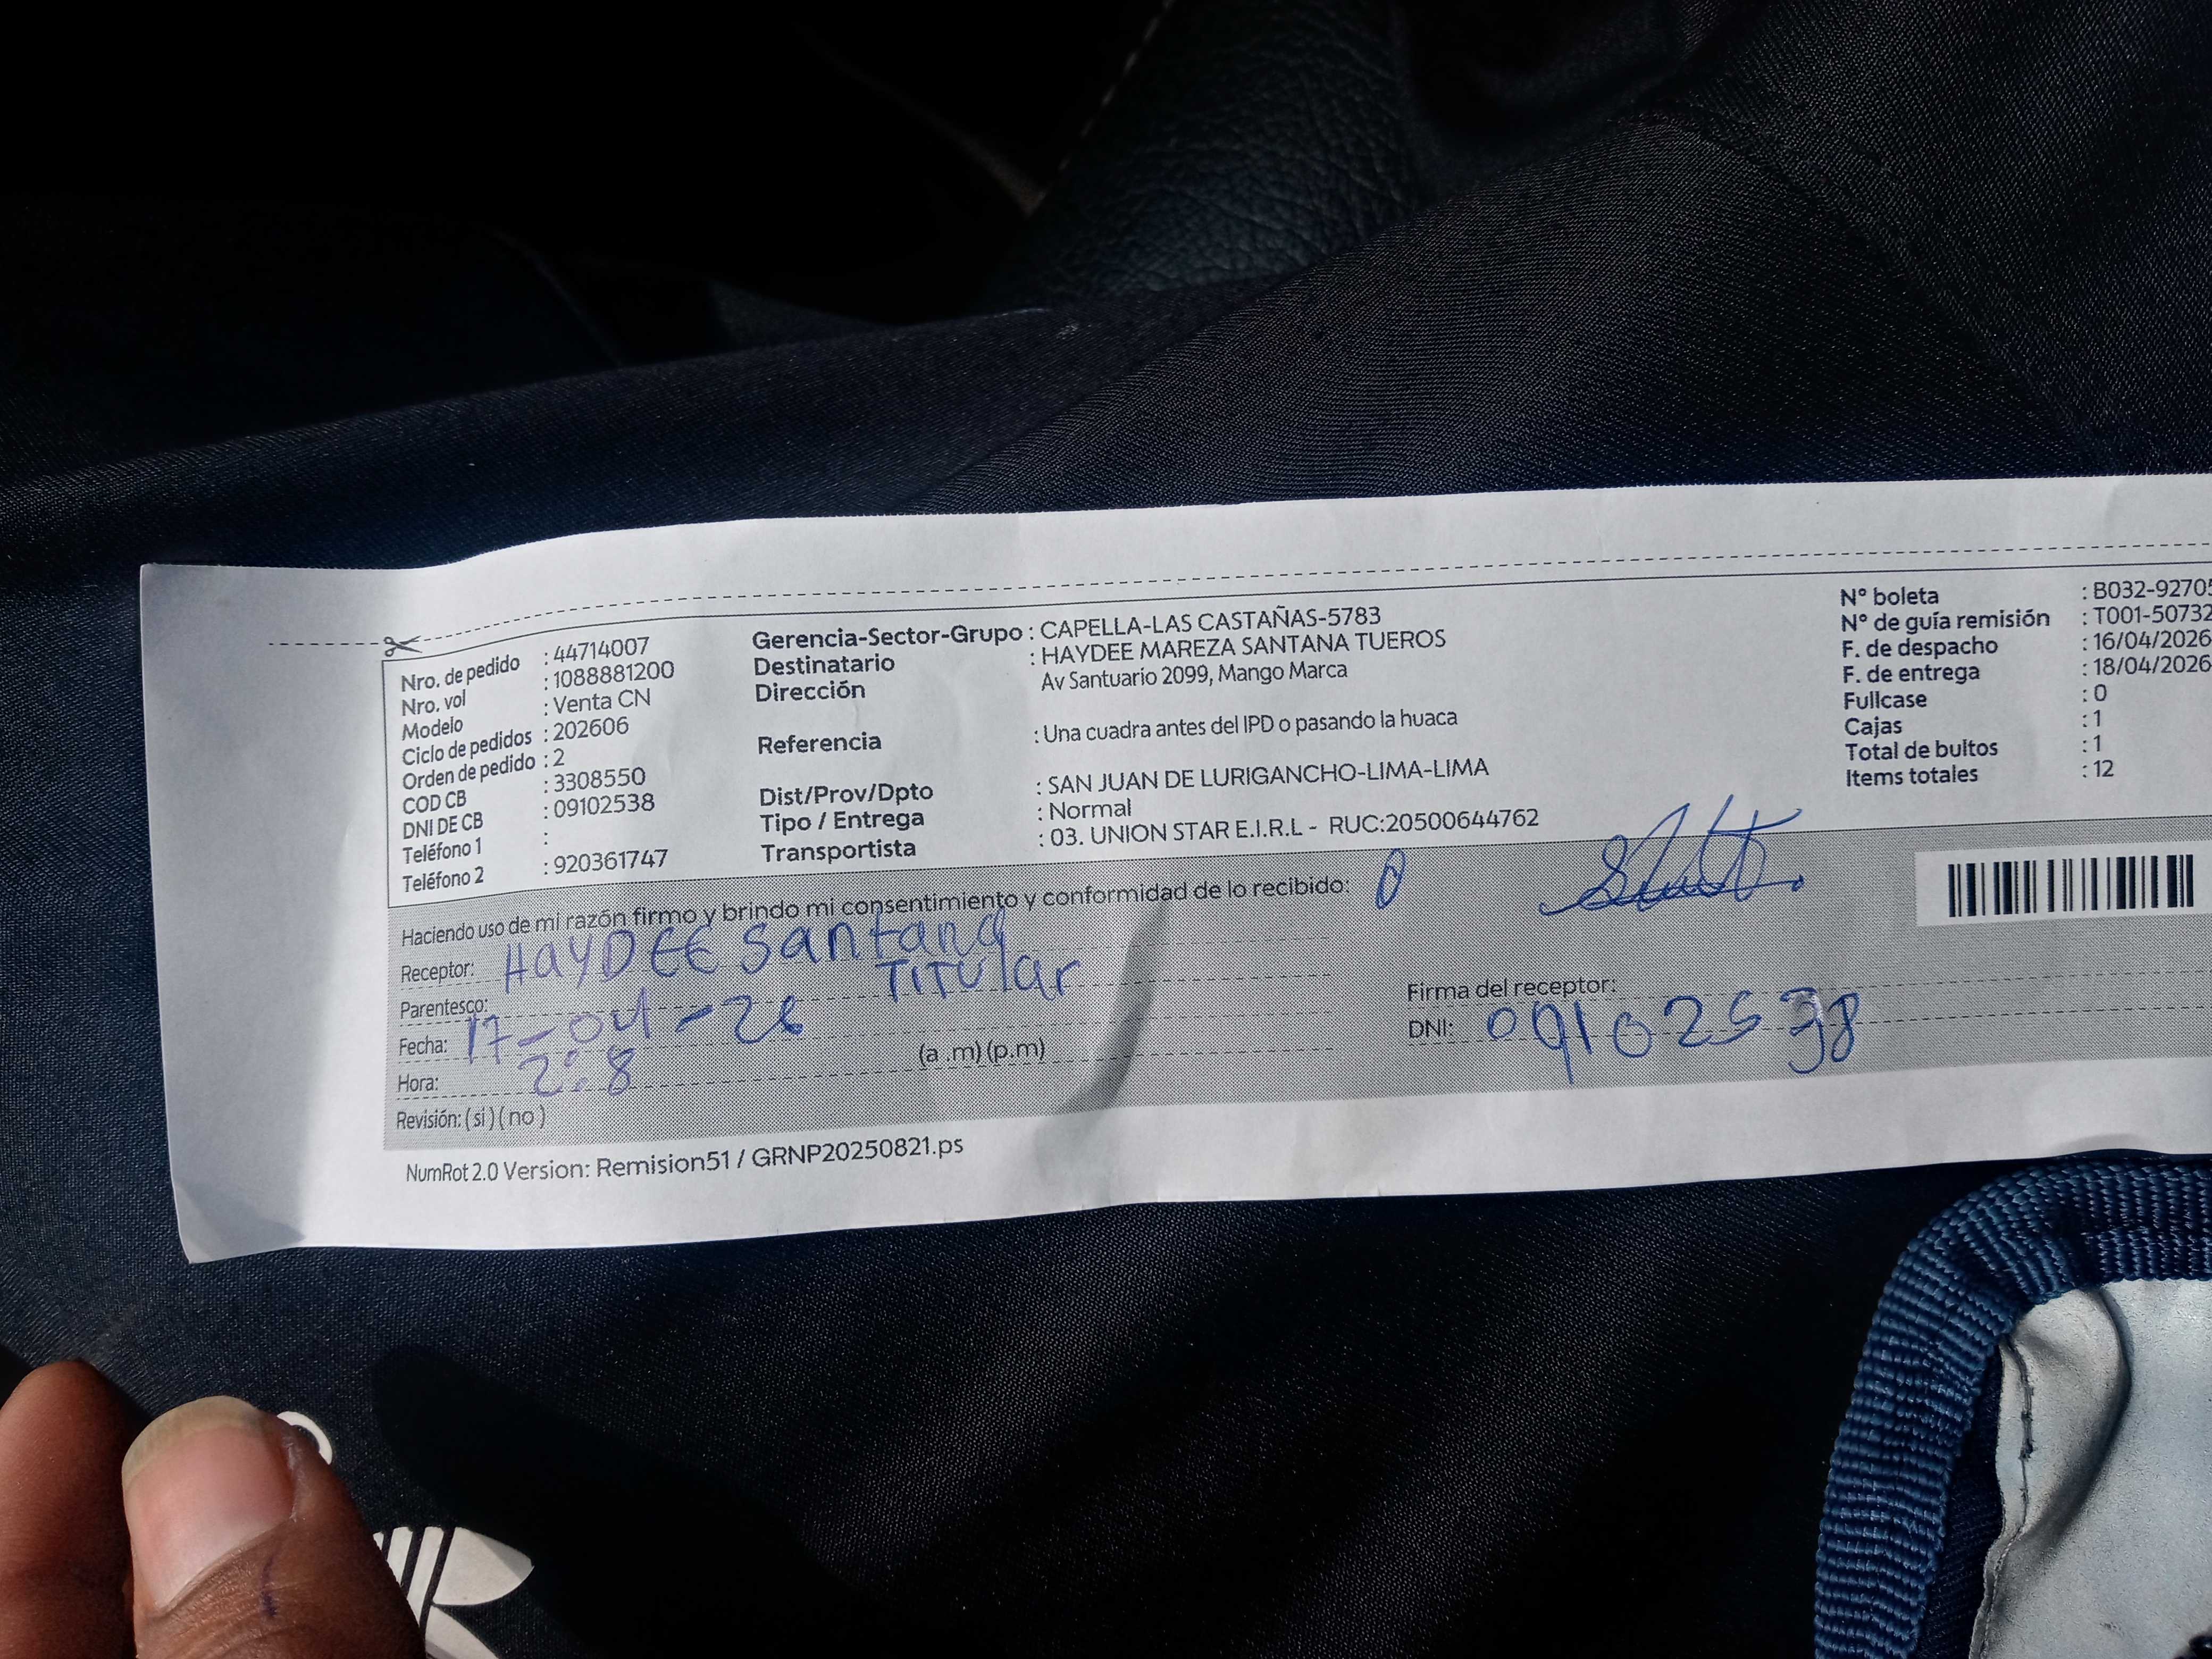 Nro. de pedido : 44714007
Nro. vol : 1088881200
Modelo : Venta CN
Ciclo de pedidos : 202606
Orden de pedido : 2
COD CB : 3308550
DNI DE CB : 09102538
Teléfono 1 :
Teléfono 2 : 920361747
Gerencia-Sector-Grupo : CAPELLA-LAS CASTAÑAS-5783
Destinatario : HAYDEE MAREZA SANTANA TUEROS
Dirección Av Santuario 2099, Mango Marca
Referencia : Una cuadra antes del IPD o pasando la huaca
Dist/Prov/Dpto : SAN JUAN DE LURIGANCHO-LIMA-LIMA
Tipo / Entrega : Normal
Transportista : 03. UNION STAR E.I.R.L - RUC:20500644762
N° boleta : B032-9270
N° de guía remisión : T001-50732
F. de despacho : 16/04/2026
F. de entrega : 18/04/2026
Fullcase : 0
Cajas : 1
Total de bultos : 1
Items totales : 12
Haciendo uso de mi razón firmo y brindo mi consentimiento y conformidad de lo recibido:
Receptor: HAYDEE Santana
Parentesco: TITUlar
Fecha: 17-04-26
Hora: 2:8 (a .m) (p.m)
Revisión: ( si ) ( no )
Firma del receptor:
DNI: 09102538
NumRot 2.0 Version: Remision51 / GRNP20250821.ps